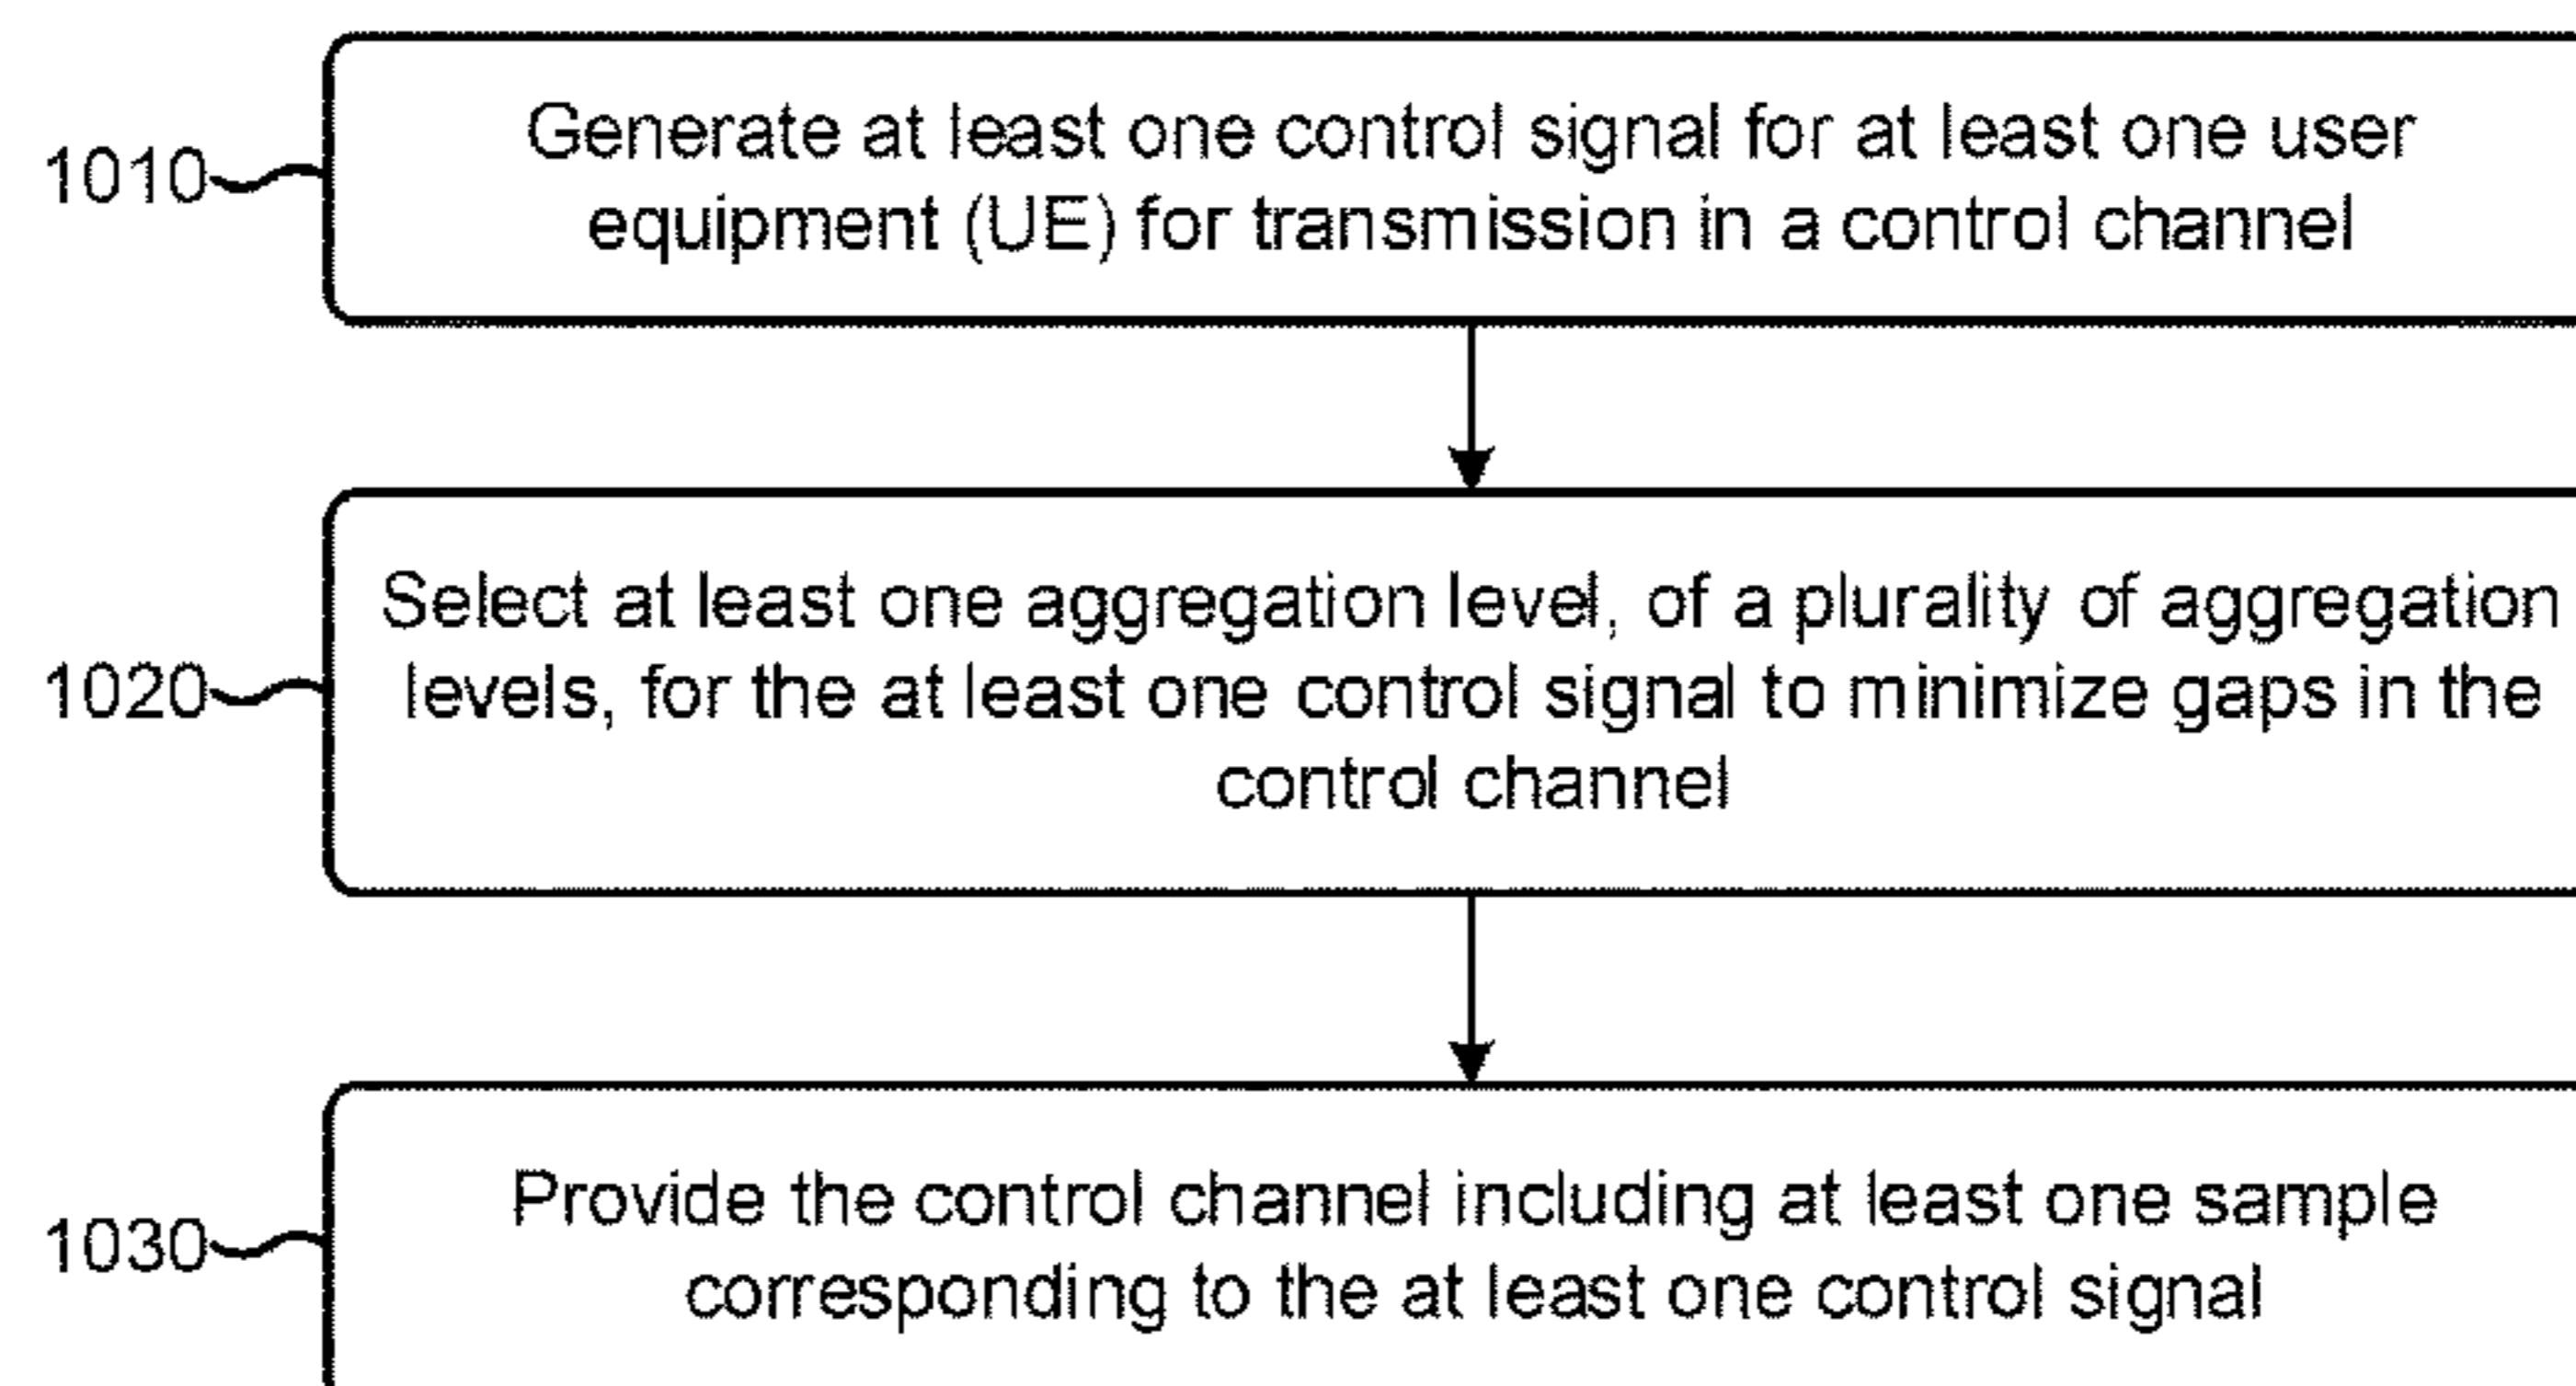 1010
Generate at least one control signal for at least one user
equipment (UE) for transmission in a control channel
1020
Select at least one aggregation level, of a plurality of aggregation
levels, for the at least one control signal to minimize gaps in the
control channel
1030
Provide the control channel including at least one sample
corresponding to the at least one control signal